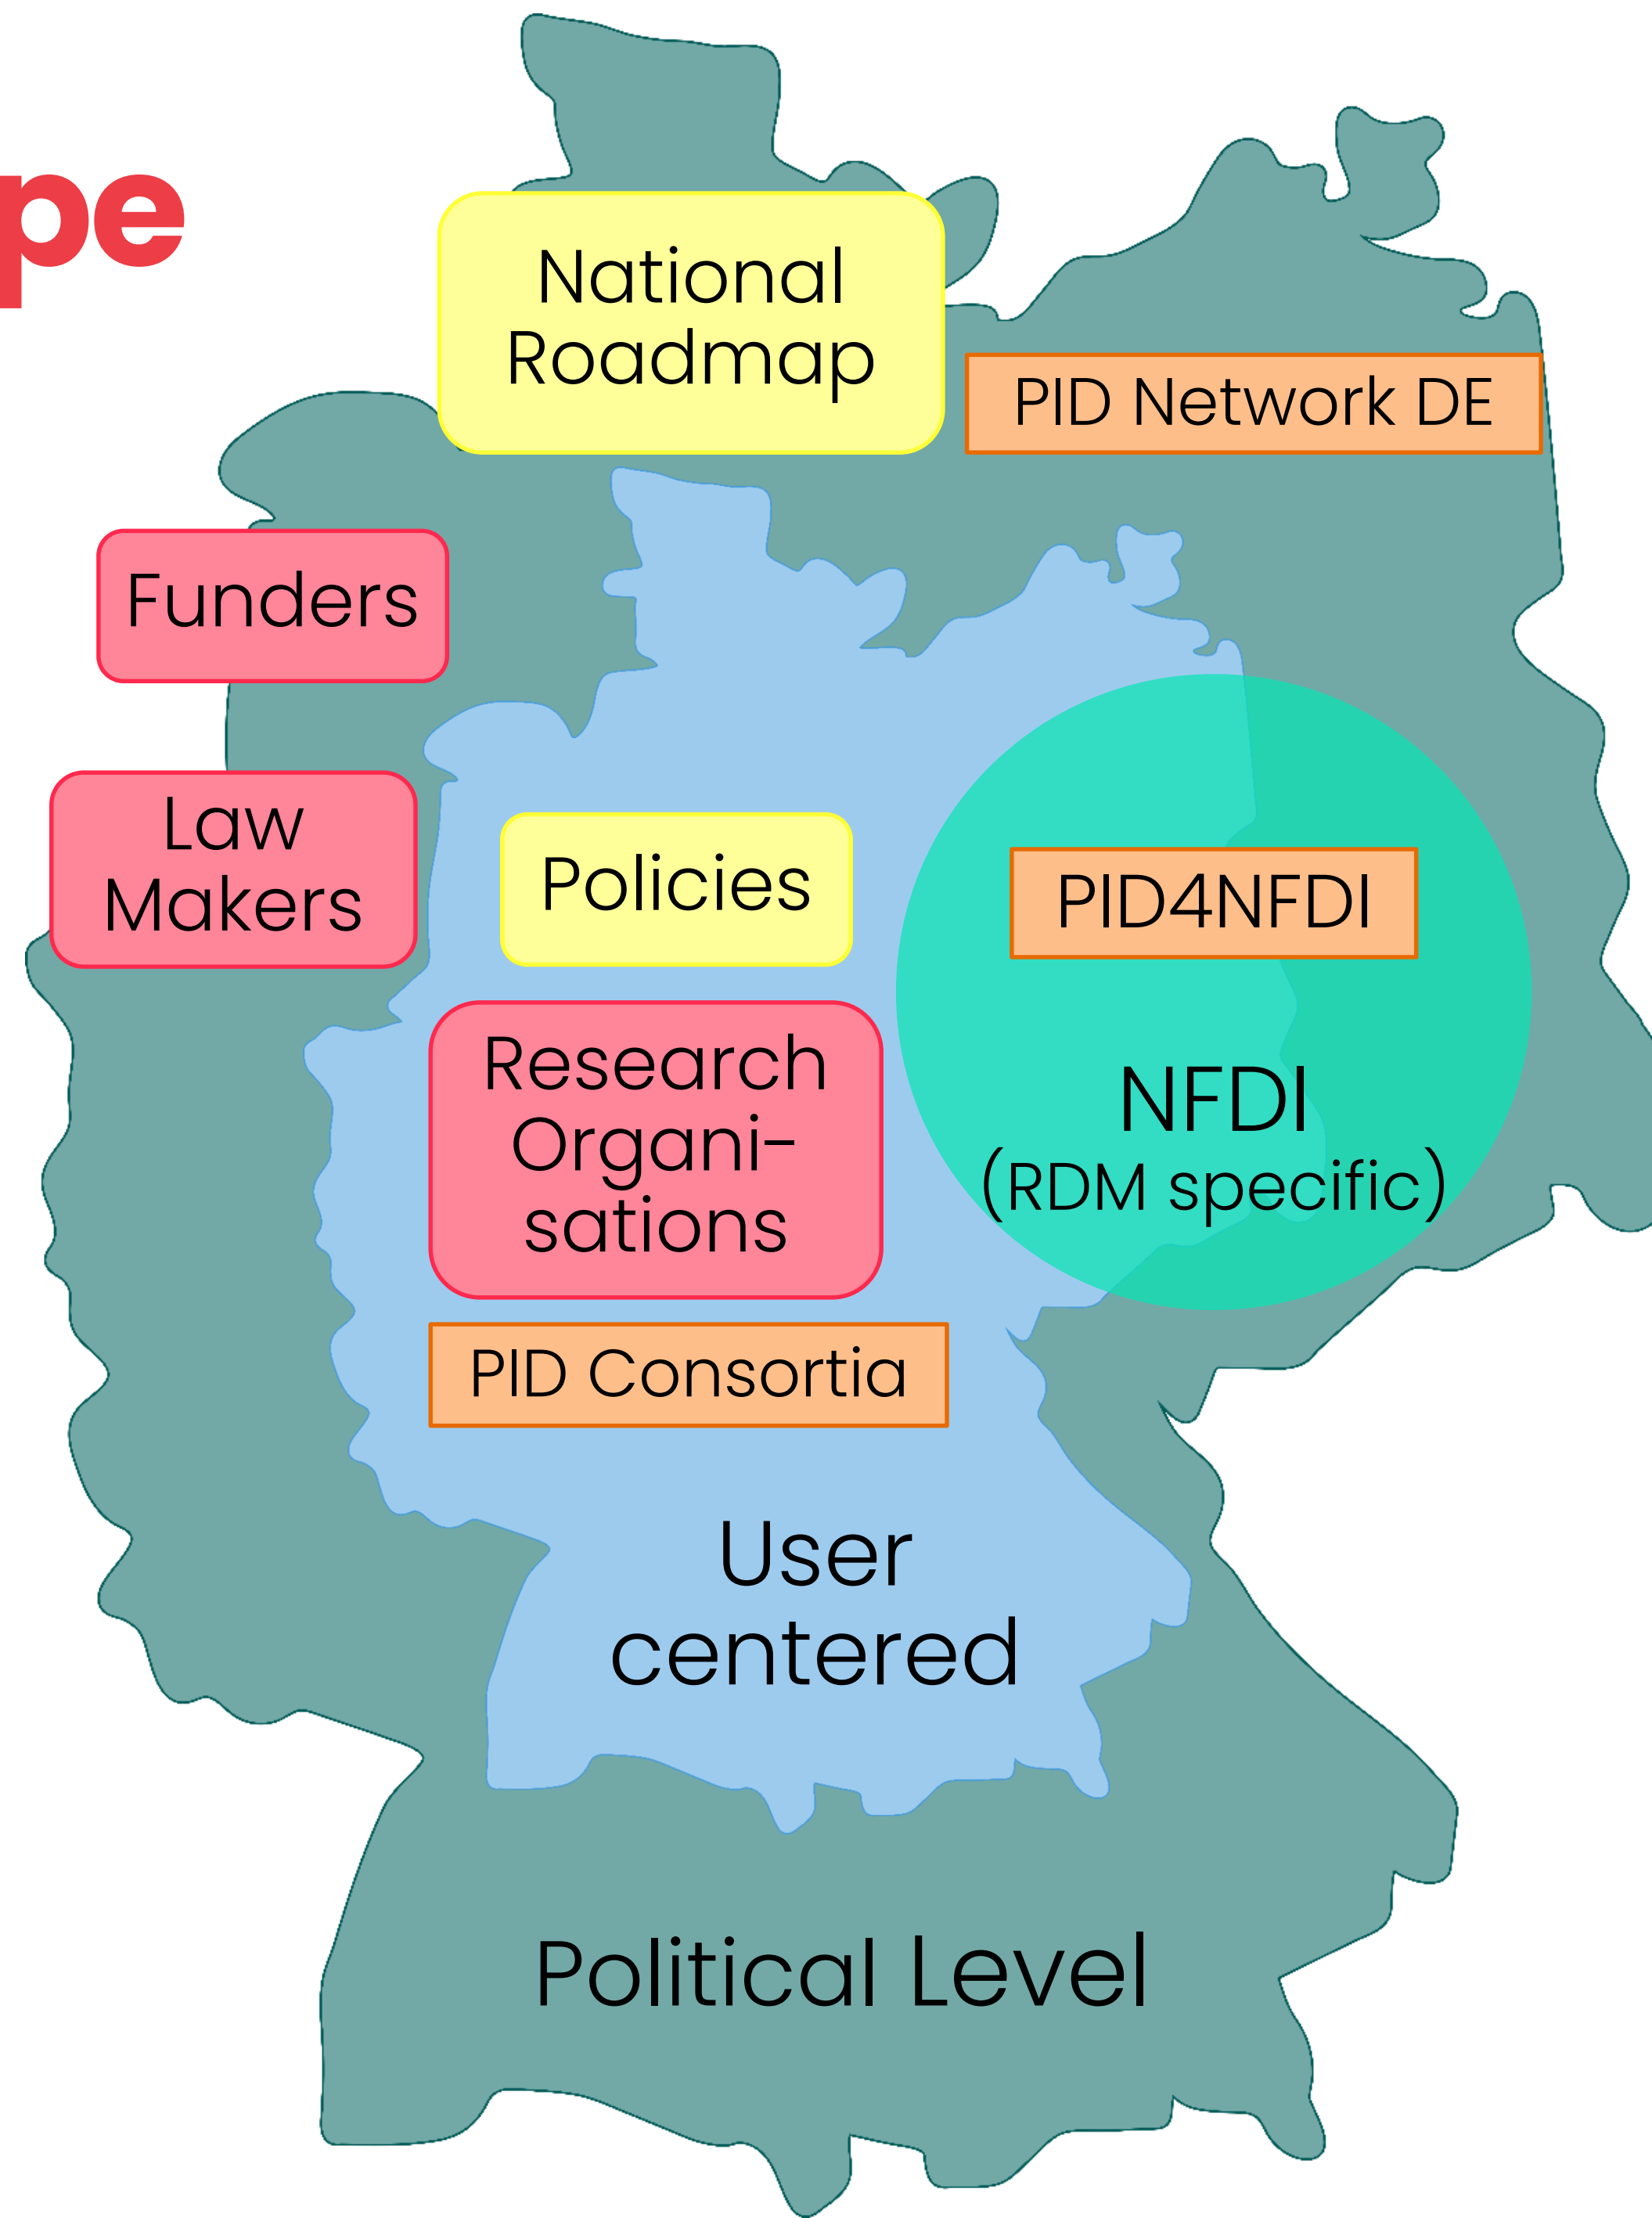 pe
National
Roadmap
PID Network DE
Funders
Law
Makers
Policies
PID4NFDI
Research
Organi-
sations
NFDI
(RDM specific)
PID Consortia
User
centered
Political Level